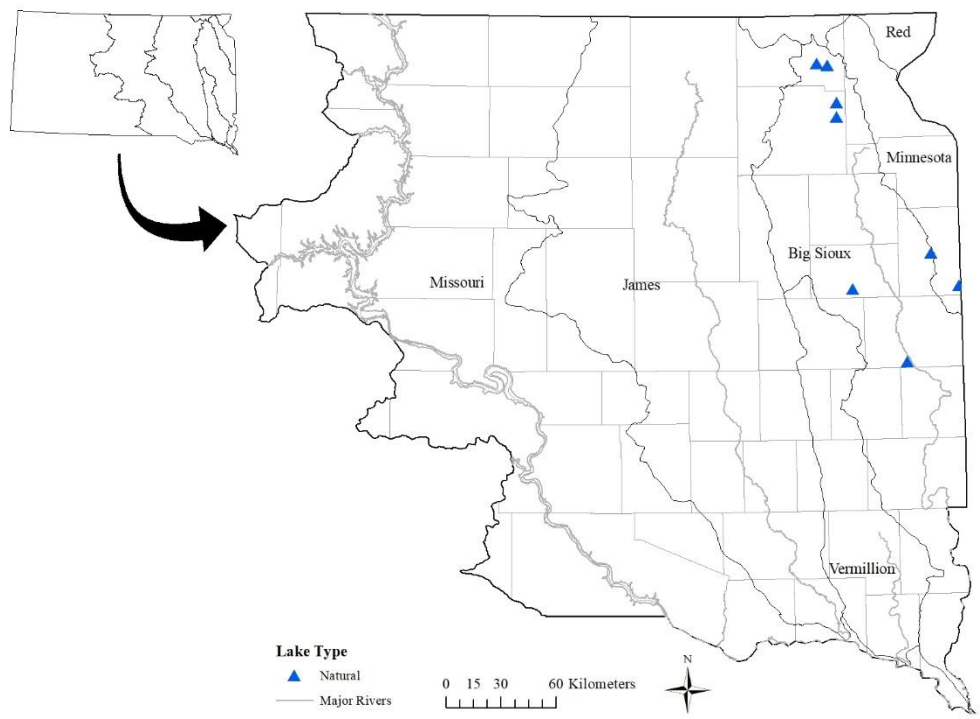 Red
Minnesota
Big Sioux
Missouri
James
Vermillion
Lake Type
Natural
Major Rivers
0 15 30 60 Kilometers
N